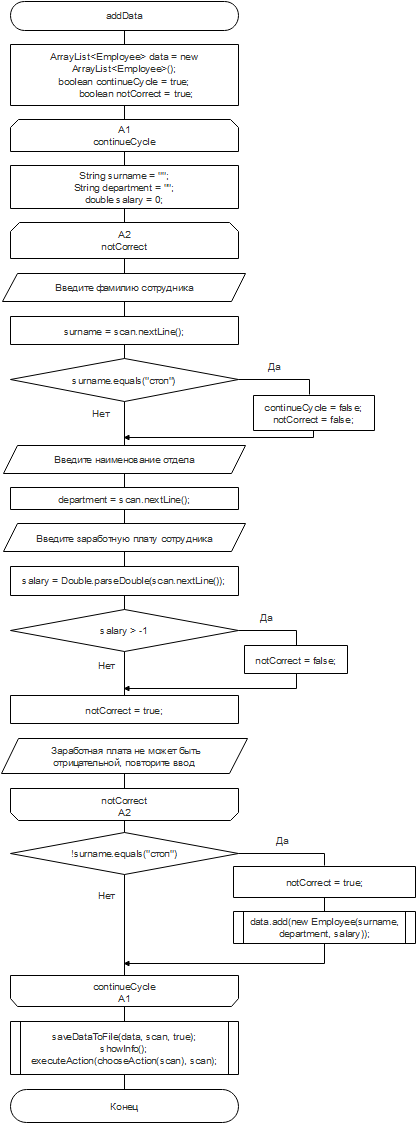 addData
ArrayList<Employee> data = new
ArrayList<Employee>();
boolean continueCycle = true;
boolean notCorrect = true;
A1
continueCycle
String surname = "";
String department = "";
double salary = 0;
A2
notCorrect
Введите фамилию сотрудника
surname = scan.nextLine();
surname.equals("стоп")
Да
Нет
continueCycle = false;
notCorrect = false;
Введите наименование отдела
department = scan.nextLine();
Введите заработную плату сотрудника
salary = Double.parseDouble(scan.nextLine());
salary > -1
Да
Нет
notCorrect = false;
notCorrect = true;
Заработная плата не может быть
отрицательной, повторите ввод
notCorrect
A2
!surname.equals("стоп")
Да
Нет
notCorrect = true;
data.add(new Employee(surname,
department, salary));
continueCycle
A1
saveDataToFile(data, scan, true);
showInfo();
executeAction(chooseAction(scan), scan);
Конец